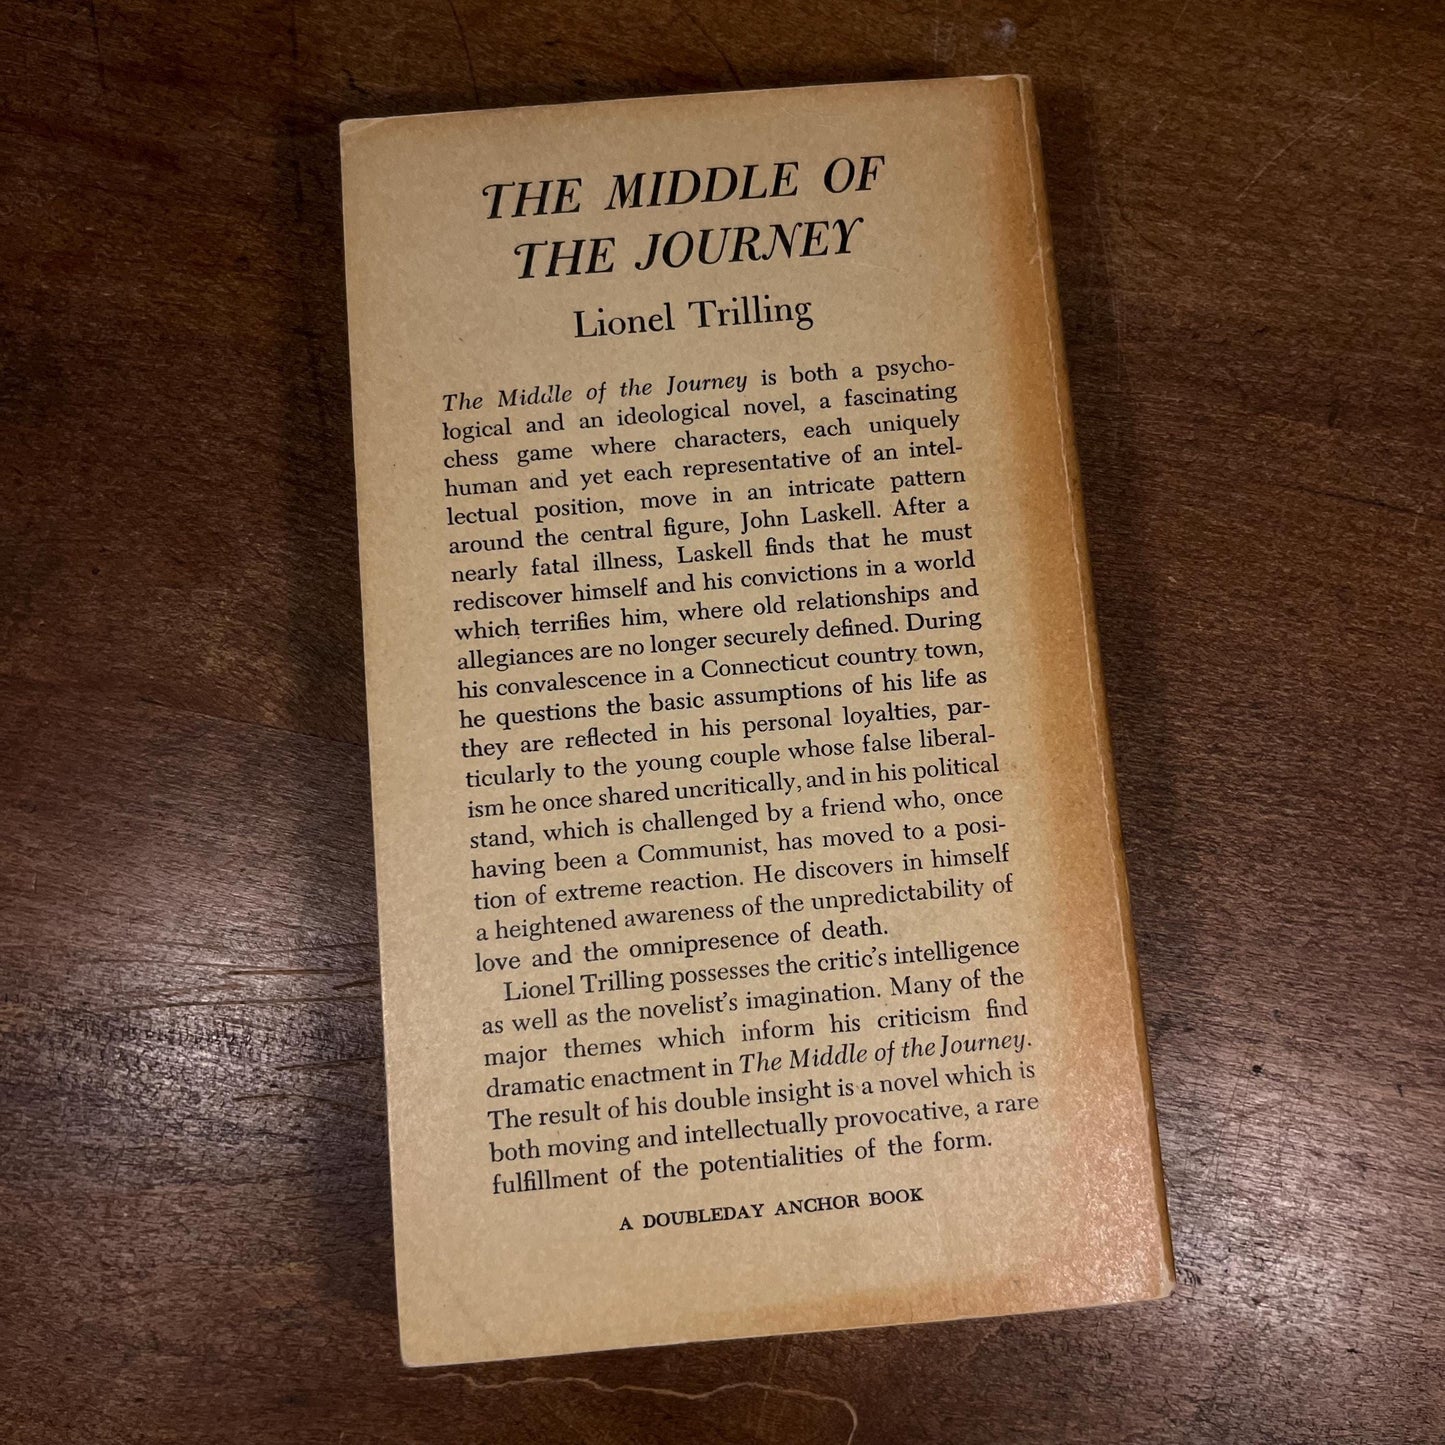 THE MIDDLE OF
THE JOURNEY
Lionel Trilling
The Middle of the Journey is both a psycho-
logical and an ideological novel, a fascinating
chess game where characters, each uniquely
human and yet each representative of an intel-
lectual position, move in an intricate pattern
around the central figure, John Laskell. After a
nearly fatal illness, Laskell finds that he must
rediscover himself and his convictions in a world
which terrifies him, where old relationships and
allegiances are no longer securely defined. During
his convalescence in a Connecticut country town,
he questions the basic assumptions of his life as
they are reflected in his personal loyalties, par-
ticularly to the young couple whose false liberal-
ism he once shared uncritically, and in his political
stand, which is challenged by a friend who, once
having been a Communist, has moved to a posi-
tion of extreme reaction. He discovers in himself
a heightened awareness of the unpredictability of
love and the omnipresence of death.
Lionel Trilling possesses the critic's intelligence
as well as the novelist's imagination. Many of the
major themes which inform his criticism find
dramatic enactment in The Middle of the Journey.
The result of his double insight is a novel which is
both moving and intellectually provocative, a rare
fulfillment of the potentialities of the form.
A DOUBLEDAY ANCHOR BOOK